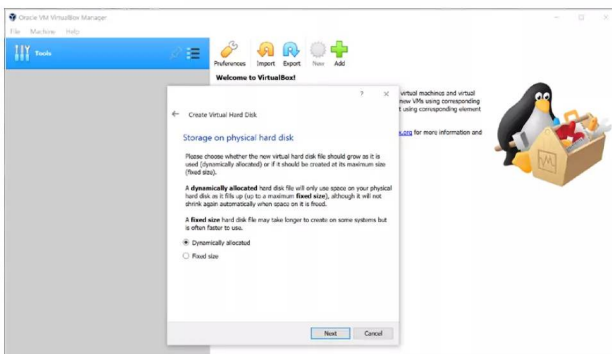 Oracle VM VirtualBox Manager
File Machine Help
Tools
Preferences Import Export New Add
Welcome to VirtualBox!
virtual machines and virtual
new VMs using corresponding
using corresponding element
for more information and
? ×
Create Virtual Hard Disk
Storage on physical hard disk
Please choose whether the new virtual hard disk file should grow as it is
used (dynamically allocated) or if it should be created at its maximum size
(fixed size).
A dynamically allocated hard disk file will only use space on your physical
hard disk as it fills up (up to a maximum fixed size), although it will not
shrink again automatically when space on it is freed.
A fixed size hard disk file may take longer to create on some systems but
is often faster to use.
Dynamically allocated
Fixed size
Next Cancel